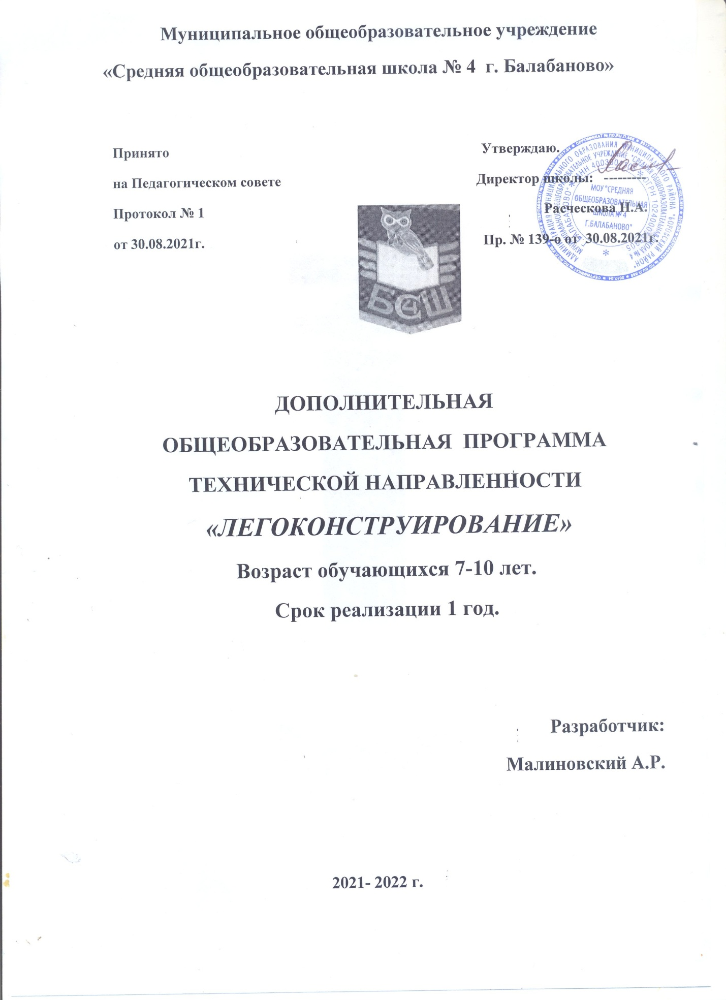 Муниципальное общеобразовательное учреждение
«Средняя общеобразовательная школа № 4 г. Балабаново»
Принято
на Педагогическом совете
Протокол № 1
от 30.08.2021г.
Утверждаю.
Директор школы: ---------
Расческова Н.А.
Пр. № 139-о от 30.08.2021г.
МОУ "СРЕДНЯЯ
ОБЩЕОБРАЗОВАТЕЛЬНАЯ
ШКОЛА № 4
Г.БАЛАБАНОВО"
БСШ
4
ДОПОЛНИТЕЛЬНАЯ
ОБЩЕОБРАЗОВАТЕЛЬНАЯ ПРОГРАММА
ТЕХНИЧЕСКОЙ НАПРАВЛЕННОСТИ
«ЛЕГОКОНСТРУИРОВАНИЕ»
Возраст обучающихся 7-10 лет.
Срок реализации 1 год.
Разработчик:
Малиновский А.Р.
2021- 2022 г.